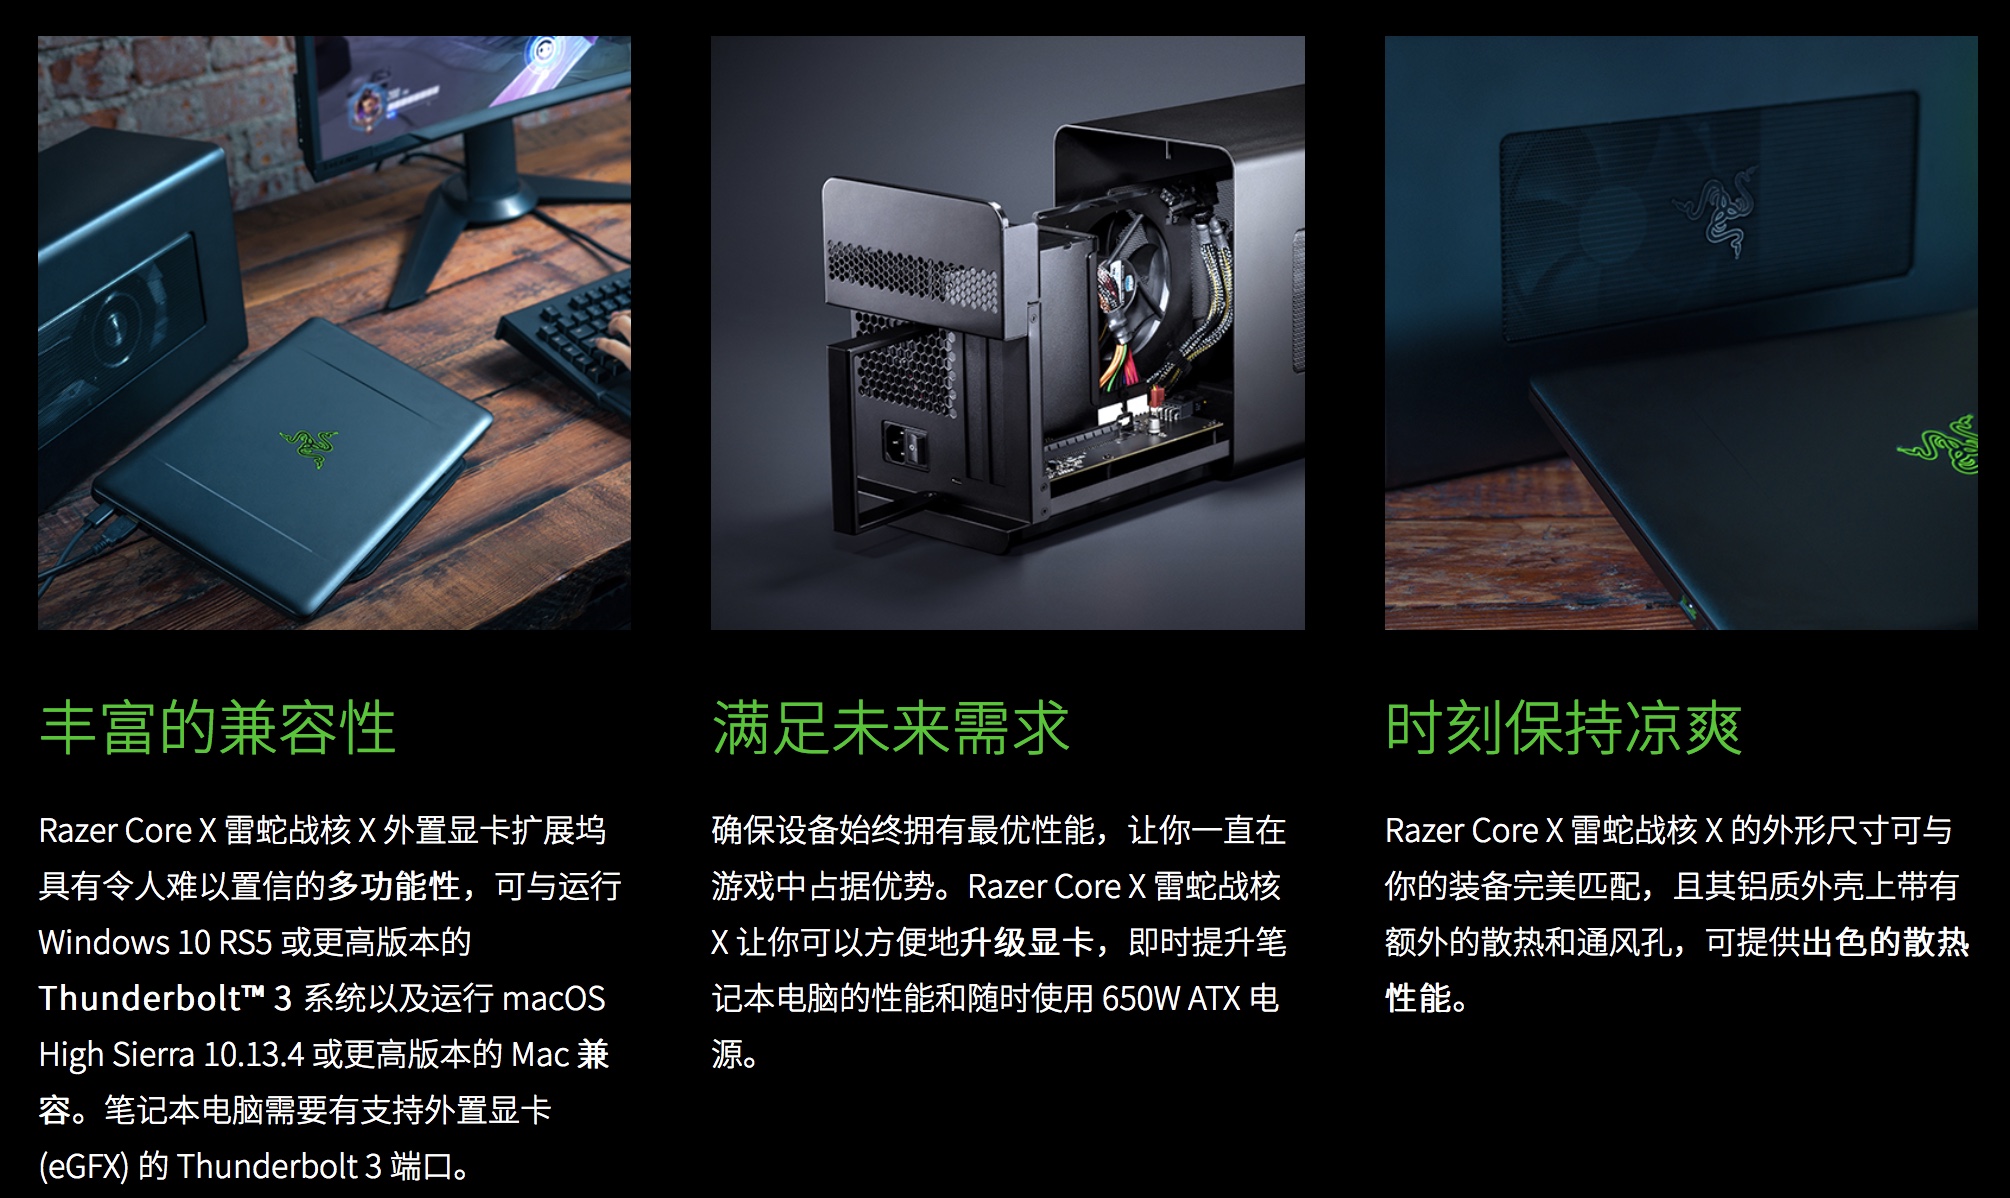 丰富的兼容性
Razer Core X 雷蛇战核 X 外置显卡扩展坞
具有令人难以置信的多功能性，可与运行
Windows 10 RS5 或更高版本的
Thunderbolt™ 3 系统以及运行 macOS
High Sierra 10.13.4 或更高版本的 Mac 兼
容。笔记本电脑需要有支持外置显卡
(eGFX) 的 Thunderbolt 3 端口。
满足未来需求
确保设备始终拥有最优性能，让你一直在
游戏中占据优势。Razer Core X 雷蛇战核
X 让你可以方便地升级显卡，即时提升笔
记本电脑的性能和随时使用 650W ATX 电
源。
时刻保持凉爽
Razer Core X 雷蛇战核 X 的外形尺寸可与
你的装备完美匹配，且其铝质外壳上带有
额外的散热和通风孔，可提供出色的散热
性能。